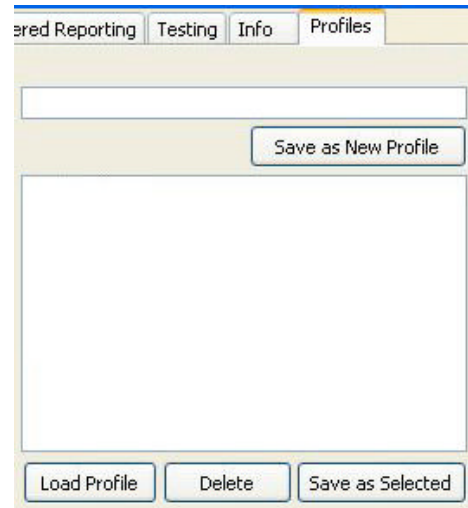 ered Reporting Testing Info Profiles
Save as New Profile
Load Profile Delete Save as Selected